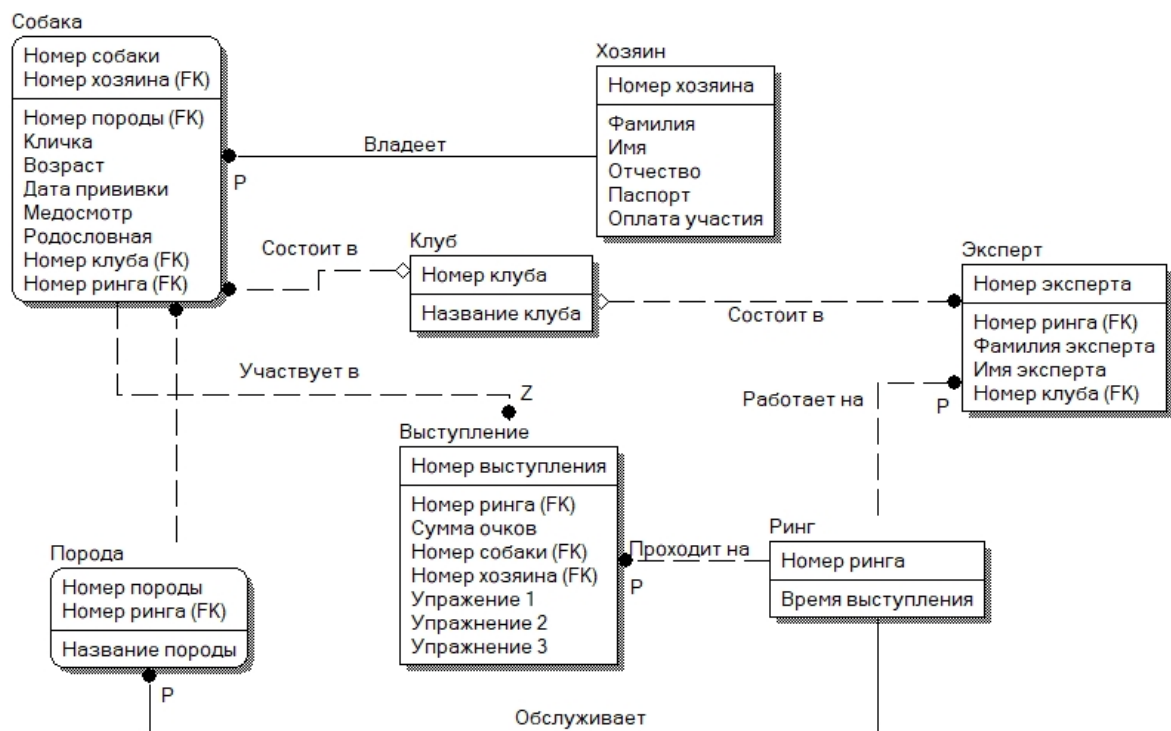 Собака
Номер собаки
Номер хозяина (FK)
Номер породы (FK)
Кличка
Возраст
Дата прививки
Медосмотр
Родословная
Номер клуба (FK)
Номер ринга (FK)
Владеет
P
Хозяин
Номер хозяина
Фамилия
Имя
Отчество
Паспорт
Оплата участия
Состоит в
Клуб
Номер клуба
Название клуба
Состоит в
Эксперт
Номер эксперта
Номер ринга (FK)
Фамилия эксперта
Имя эксперта
Номер клуба (FK)
Участвует в
Z
Работает на
P
Выступление
Номер выступления
Номер ринга (FK)
Сумма очков
Номер собаки (FK)
Номер хозяина (FK)
Упражение 1
Упражнение 2
Упражнение 3
Проходит на
P
Ринг
Номер ринга
Время выступления
Порода
Номер породы
Номер ринга (FK)
Название породы
P
Обслуживает